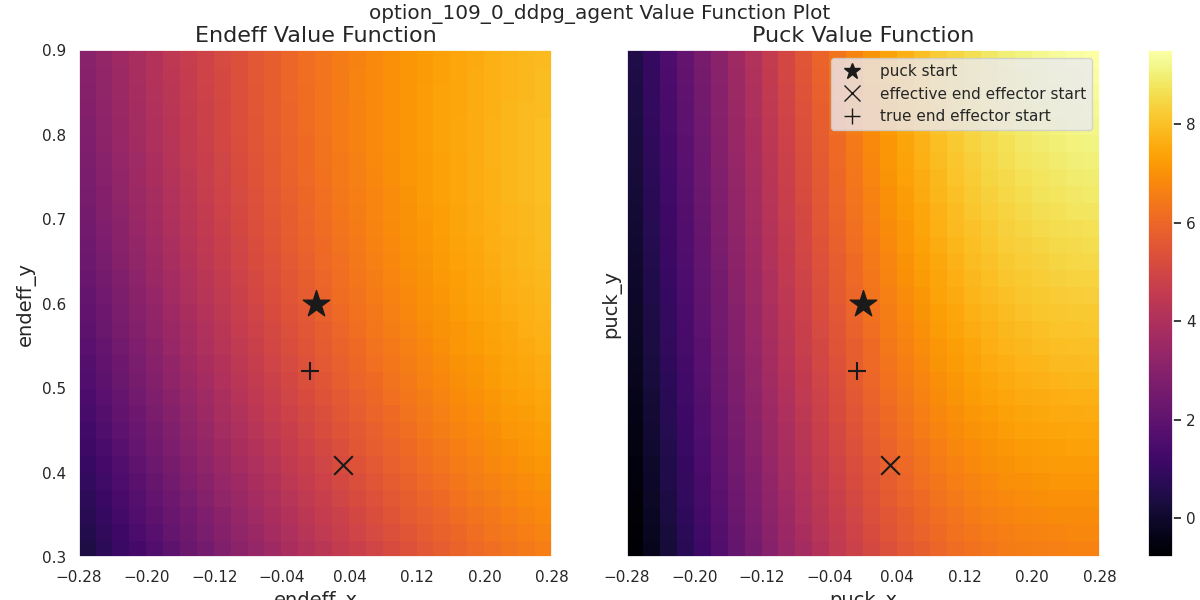 option_109_0_ddpg_agent Value Function Plot
Endeff Value Function
Puck Value Function
0.9
0.8
0.7
0.6
0.5
0.4
0.3
endeff_y
−0.28 −0.20 −0.12 −0.04 0.04 0.12 0.20 0.28
endeff_x
puck_y
puck start
effective end effector start
true end effector start
−0.28 −0.20 −0.12 −0.04 0.04 0.12 0.20 0.28
puck_x
8
6
4
2
0